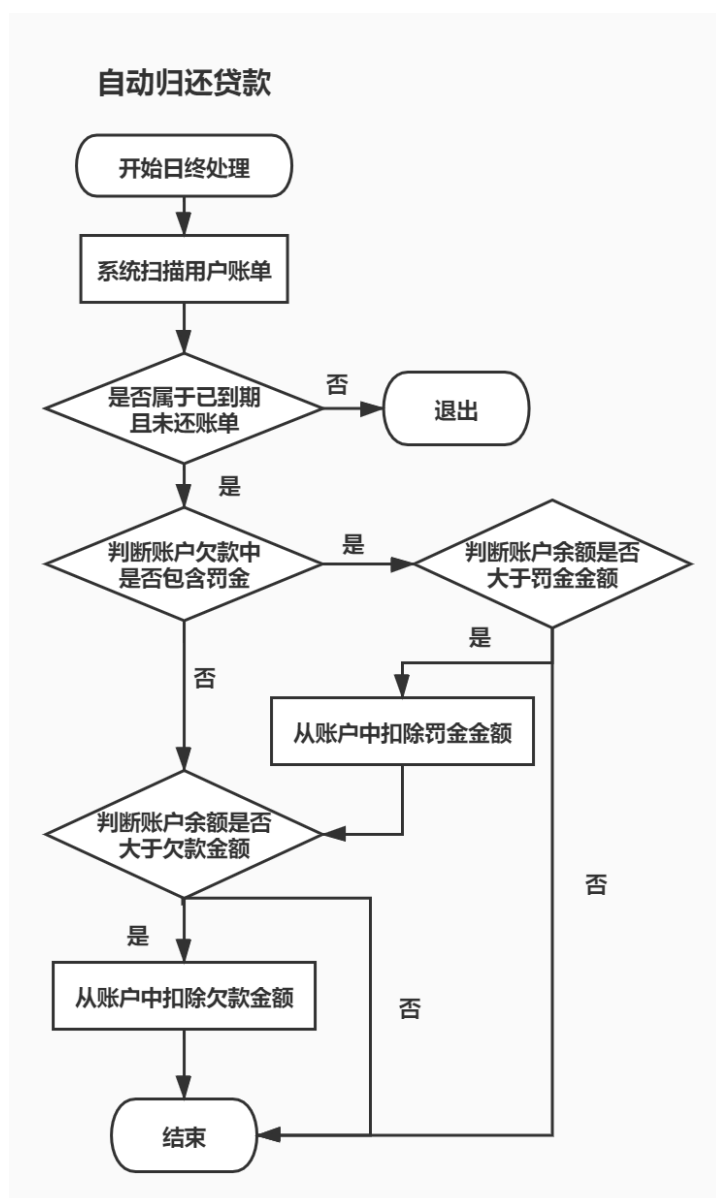 自动归还贷款
开始日终处理
系统扫描用户账单
是否属于已到期
且未还账单
否
退出
是
判断账户欠款中
是否包含罚金
是
判断账户余额是否
大于罚金金额
是
否
从账户中扣除罚金金额
判断账户余额是否
大于欠款金额
否
是
从账户中扣除欠款金额
否
结束